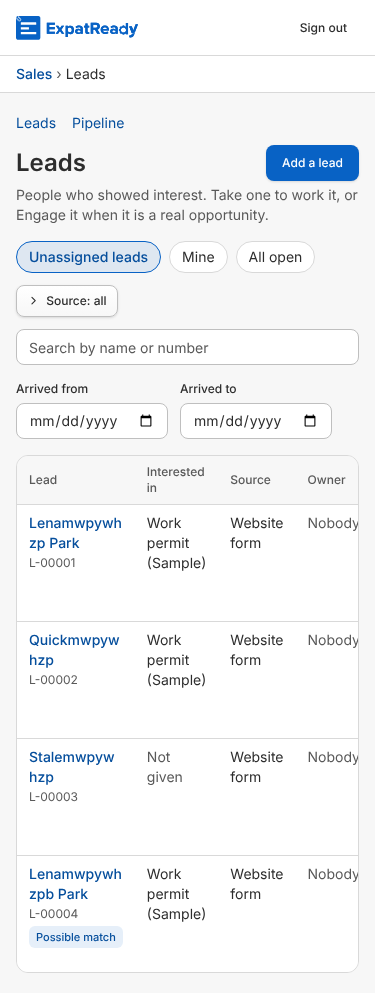 ExpatReady
Sign out
Sales › Leads
Leads Pipeline
Leads
Add a lead
People who showed interest. Take one to work it, or
Engage it when it is a real opportunity.
Unassigned leads Mine All open
Source: all
Search by name or number
Arrived from Arrived to
mm/dd/yyyy mm/dd/yyyy
Lead Interested in Source Owner
Lenamwpywh Work Website Nobody
zp Park permit form
L-00001 (Sample)
Quickmwpyw Work Website Nobody
hzp permit form
L-00002 (Sample)
Stalemwpyw Not Website Nobody
hzp given form
L-00003
Lenamwpywh Work Website Nobody
zpb Park permit form
L-00004 (Sample)
Possible match